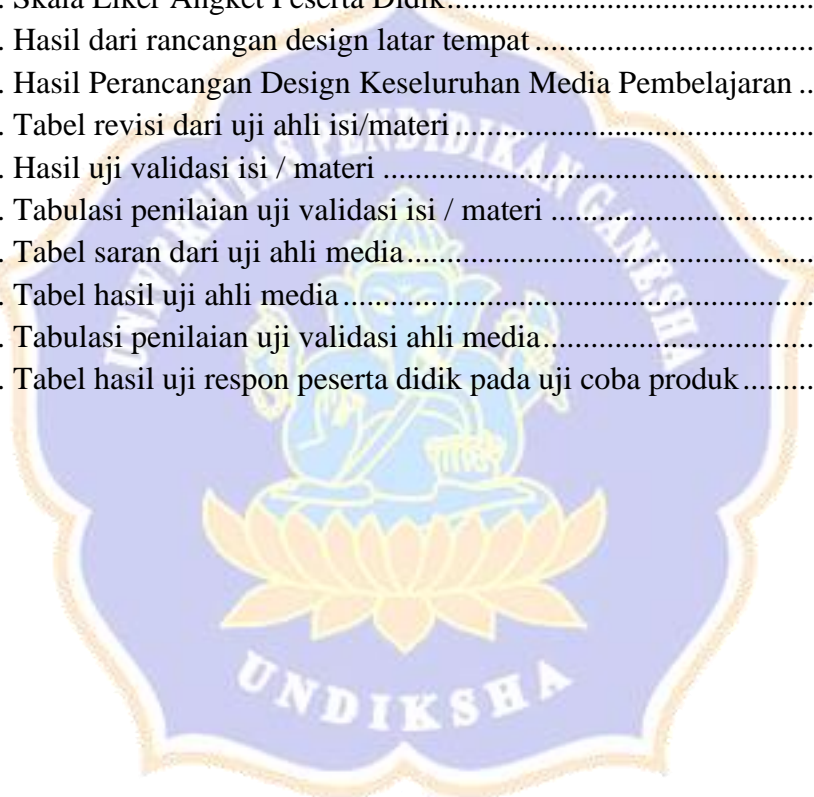 . Skala Liker Angket Peserta Didik
. Hasil dari rancangan design latar tempat
. Hasil Perancangan Design Keseluruhan Media Pembelajaran
. Tabel revisi dari uji ahli isi/materi
. Hasil uji validasi isi / materi
. Tabulasi penilaian uji validasi isi / materi
. Tabel saran dari uji ahli media
. Tabel hasil uji ahli media
. Tabulasi penilaian uji validasi ahli media
. Tabel hasil uji respon peserta didik pada uji coba produk
UNIVERSITAS PENDIDIKAN GANESHA
UNDIKSHA